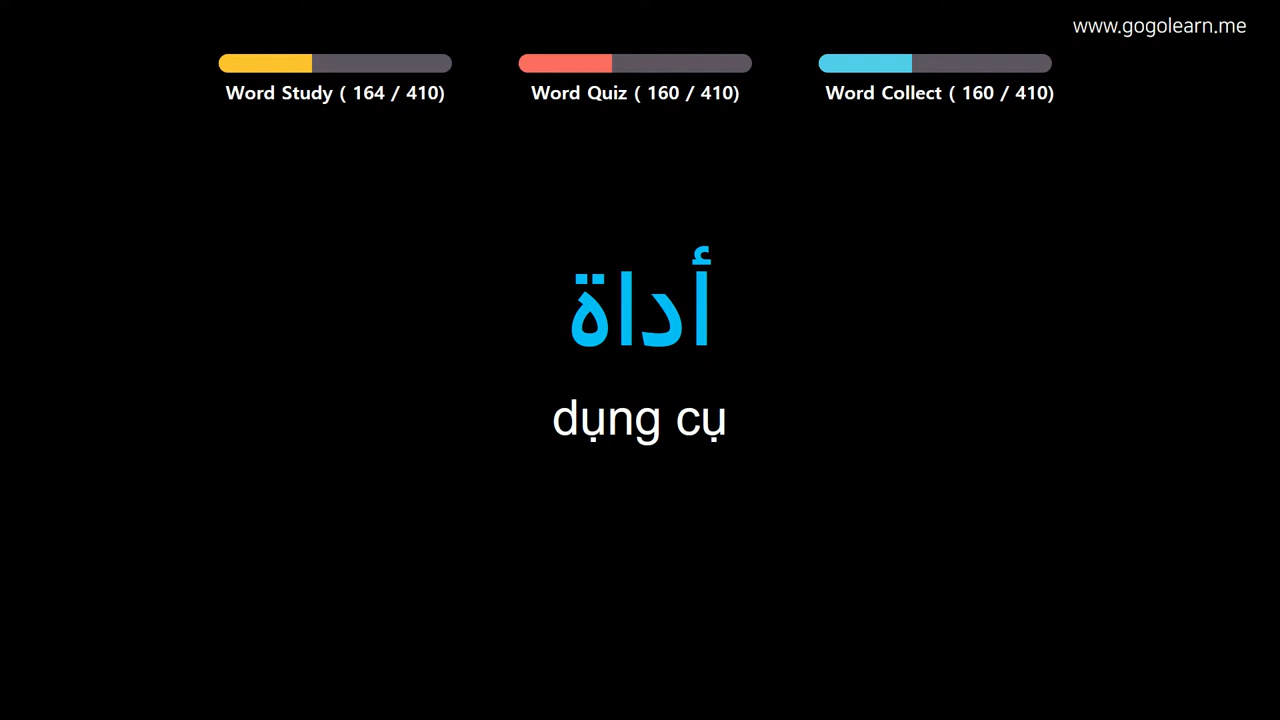 www.gogolearn.me
Word Study ( 164 / 410)
Word Quiz ( 160 / 410)
Word Collect ( 160 / 410)
أداة
dụng cụ